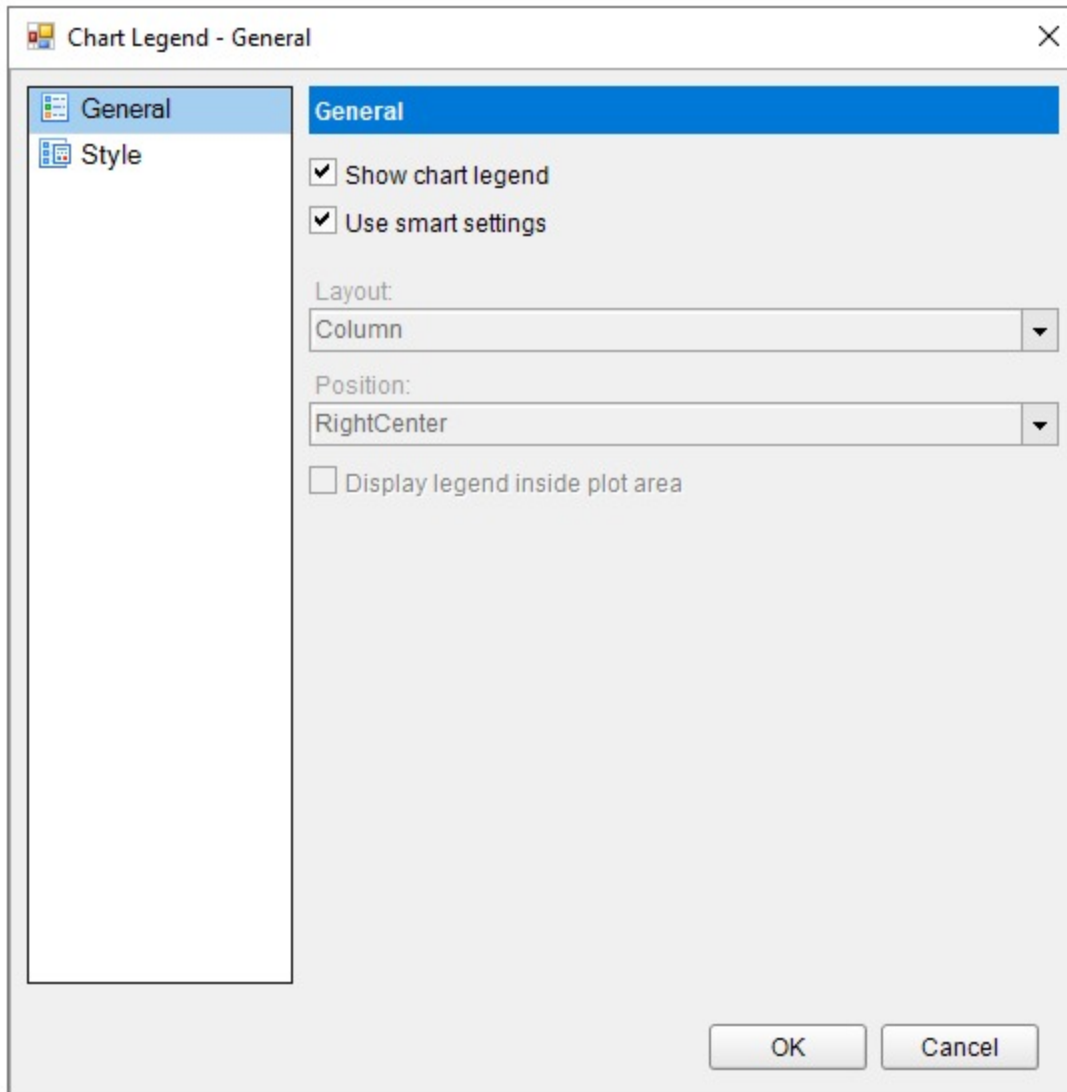 Chart Legend - General
General
Style
General
Show chart legend
Use smart settings
Layout:
Column
Position:
RightCenter
Display legend inside plot area
OK
Cancel